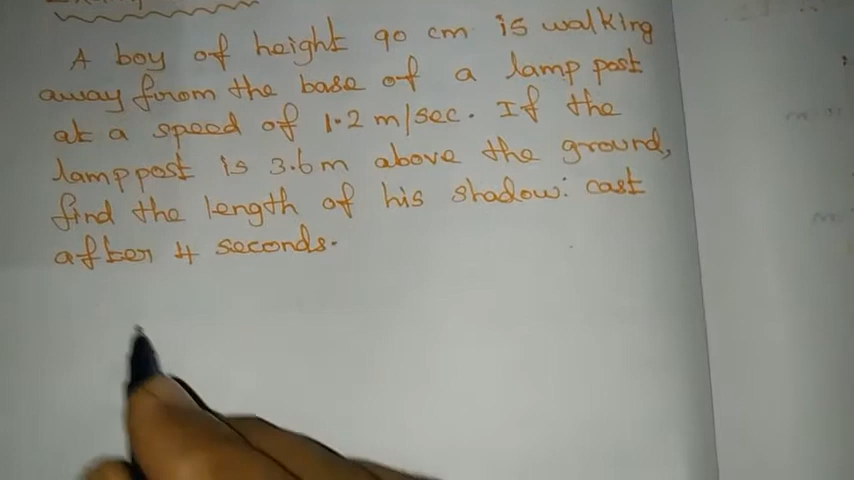 A boy of height 90 cm is walking
away from the base of a lamp post
at a speed of 1.2 m/sec. If the
lamppost is 3.6m above the ground,
find the length of his shadow: cast
after 4 seconds.